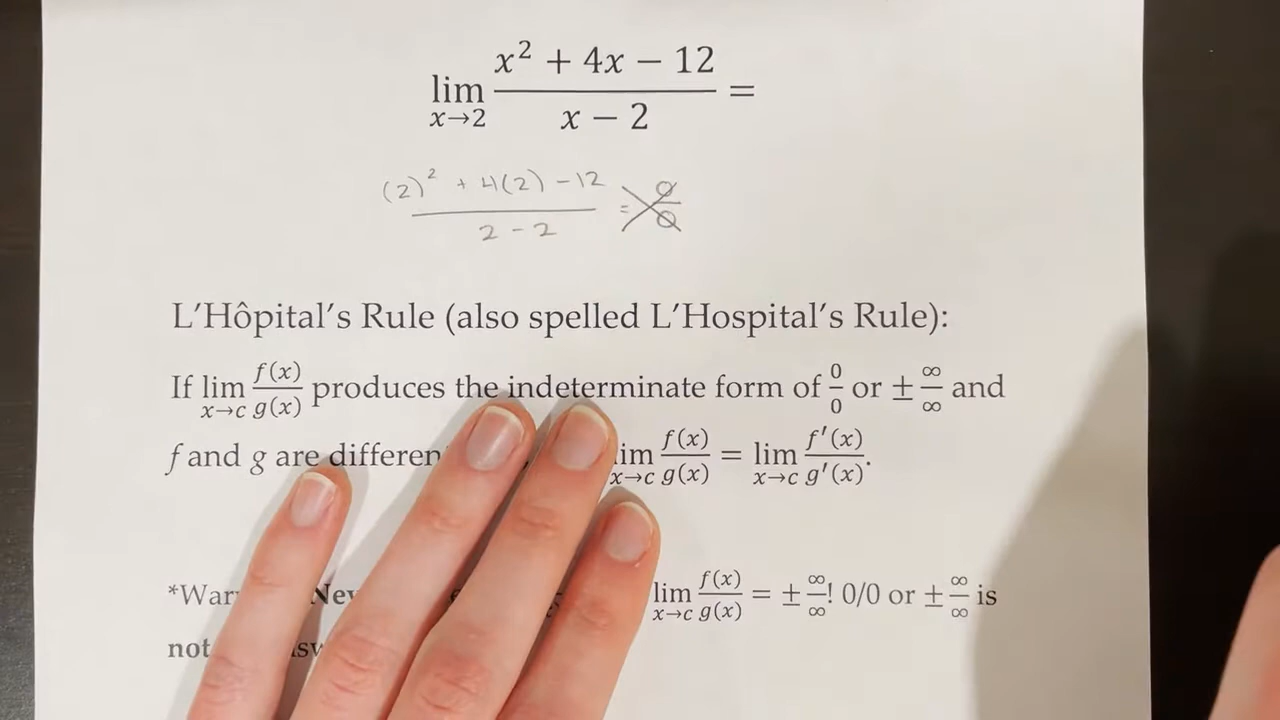 lim x→2 x² + 4x − 12 / x − 2 =
(2)² + 4(2) − 12 / 2 − 2 = 0/0
L'Hôpital's Rule (also spelled L'Hospital's Rule):
If lim x→c f(x)/g(x) produces the indeterminate form of 0/0 or ± ∞/∞ and
f and g are differen lim x→c f(x)/g(x) = lim x→c f'(x)/g'(x).
*War Nev lim x→c f(x)/g(x) = ± ∞/∞! 0/0 or ± ∞/∞ is
not